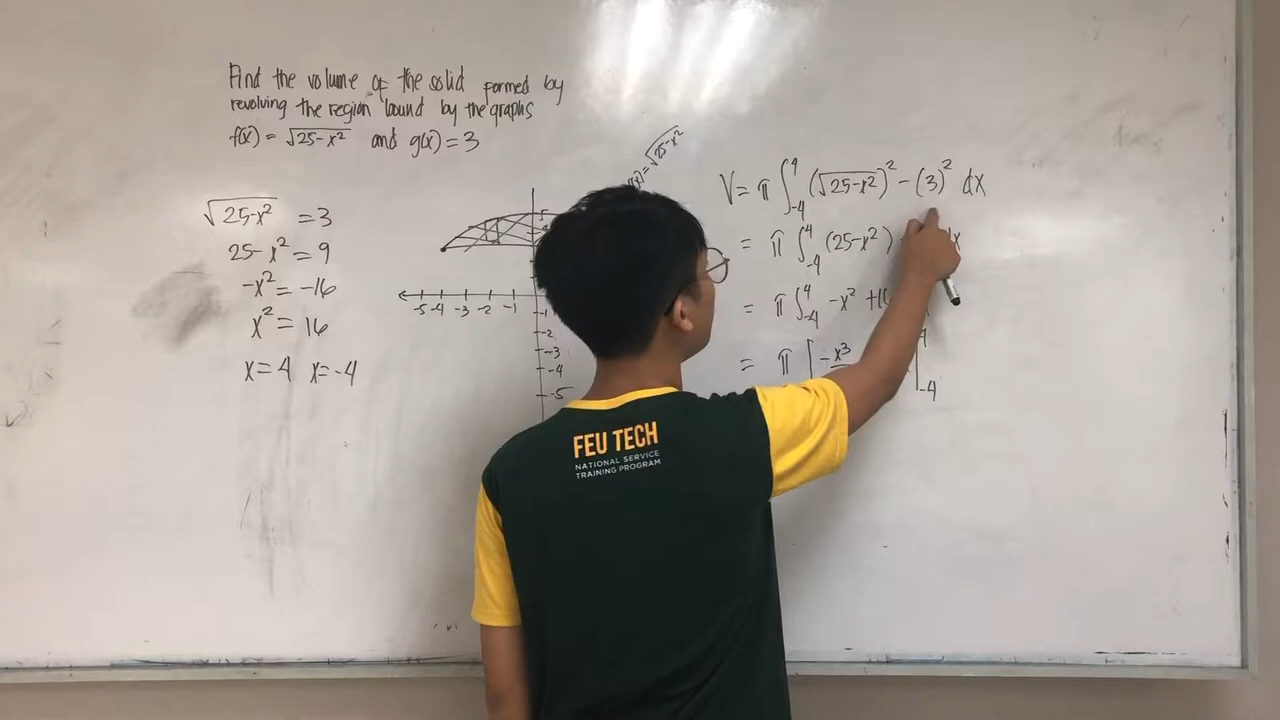 Find the volume of the solid formed by
revolving the region bound by the graphs
f(x) = √25-x² and g(x) = 3
√25-x² = 3
25-x² = 9
-x² = -16
x² = 16
x=4 x=-4
(x) = √25-x²
5
-5 -4 -3 -2 -1
-1
-2
-3
-4
-5
V = π ∫₋₄⁴ (√25-x²)² - (3)² dx
= π ∫₋₄⁴ (25-x²)
= π ∫₋₄⁴ -x² +16
= π [ -x³
4
-4
FEU TECH
NATIONAL SERVICE
TRAINING PROGRAM